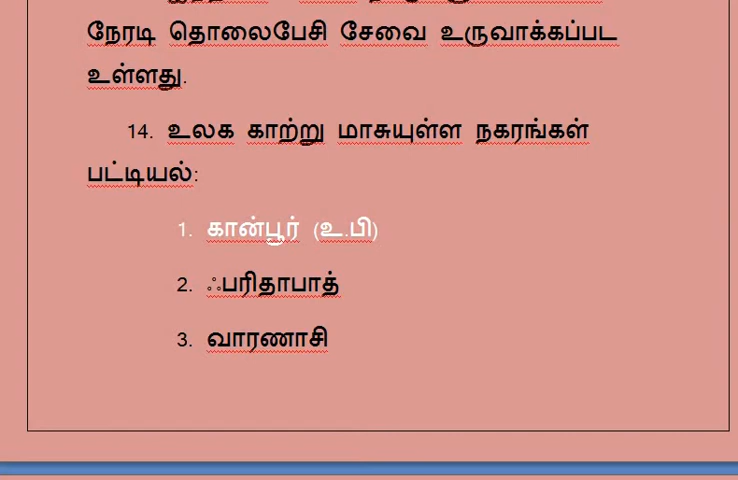 நேரடி தொலைபேசி சேவை உருவாக்கப்பட
உள்ளது.
14. உலக காற்று மாசுயுள்ள நகரங்கள்
பட்டியல்:
1. கான்பூர் (உ.பி)
2. ஃபரிதாபாத்
3. வாரணாசி